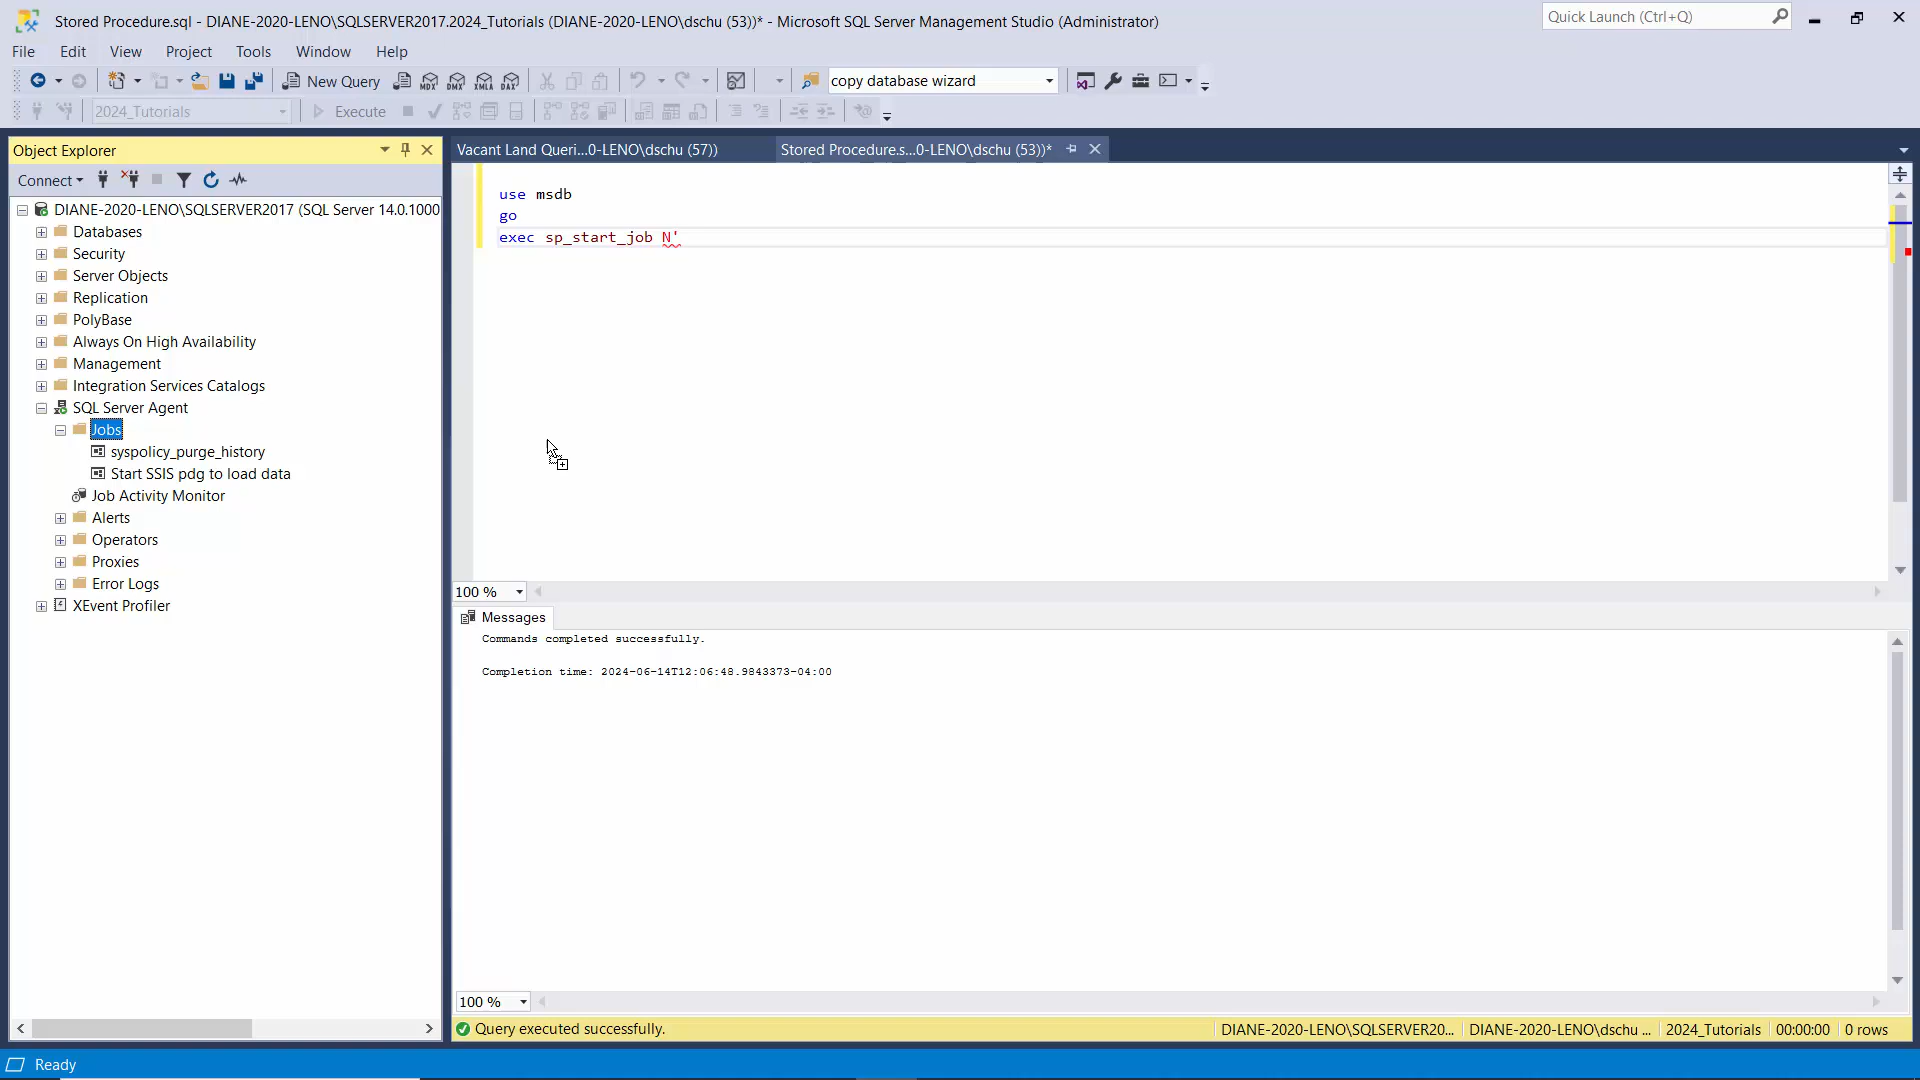 Stored Procedure.sql - DIANE-2020-LENO\SQLSERVER2017.2024_Tutorials (DIANE-2020-LENO\dschu (53))* - Microsoft SQL Server Management Studio (Administrator)
Quick Launch (Ctrl+Q)
File Edit View Project Tools Window Help
New Query
MDX DMX XMLA DAX
copy database wizard
2024_Tutorials
Execute
Object Explorer
Vacant Land Queri...0-LENO\dschu (57))
Stored Procedure.s...0-LENO\dschu (53))*
Connect
DIANE-2020-LENO\SQLSERVER2017 (SQL Server 14.0.1000
Databases
Security
Server Objects
Replication
PolyBase
Always On High Availability
Management
Integration Services Catalogs
SQL Server Agent
Jobs
syspolicy_purge_history
Start SSIS pdg to load data
Job Activity Monitor
Alerts
Operators
Proxies
Error Logs
XEvent Profiler
use msdb
go
exec sp_start_job N'
100 %
Messages
Commands completed successfully.
Completion time: 2024-06-14T12:06:48.9843373-04:00
100 %
Query executed successfully.
DIANE-2020-LENO\SQLSERVER20...
DIANE-2020-LENO\dschu ...
2024_Tutorials
00:00:00
0 rows
Ready